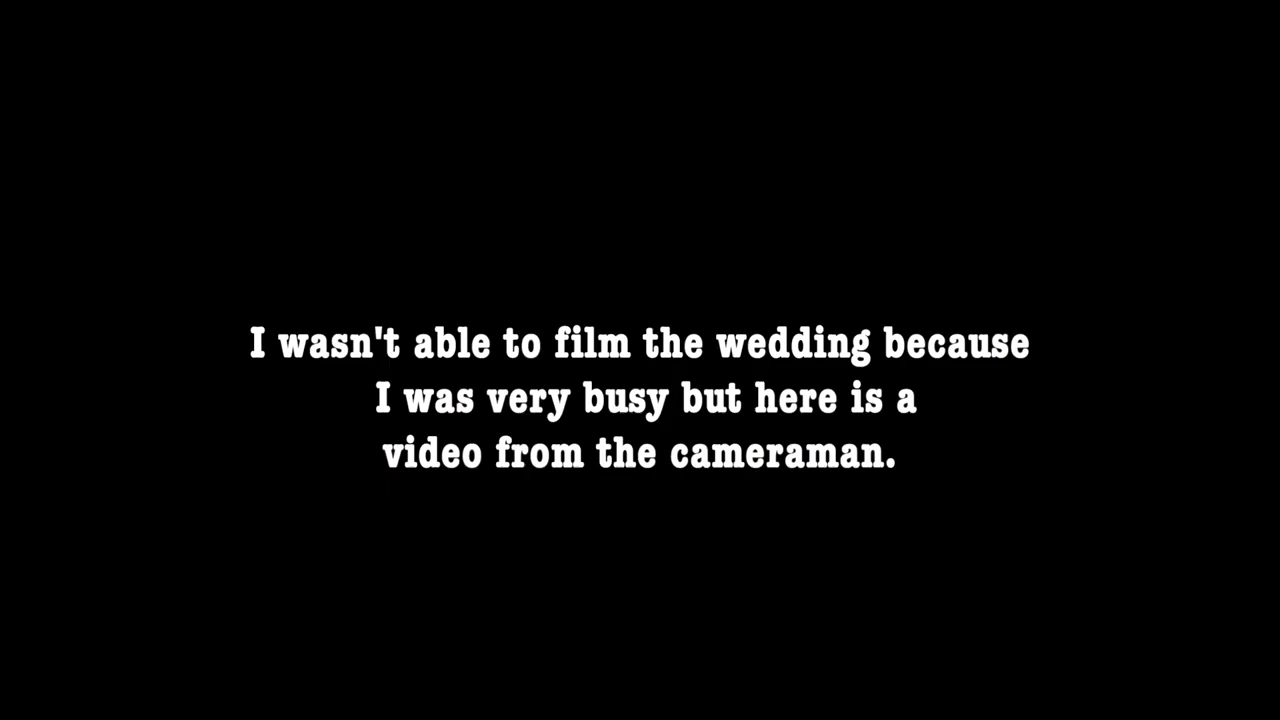 I wasn't able to film the wedding because
I was very busy but here is a
video from the cameraman.